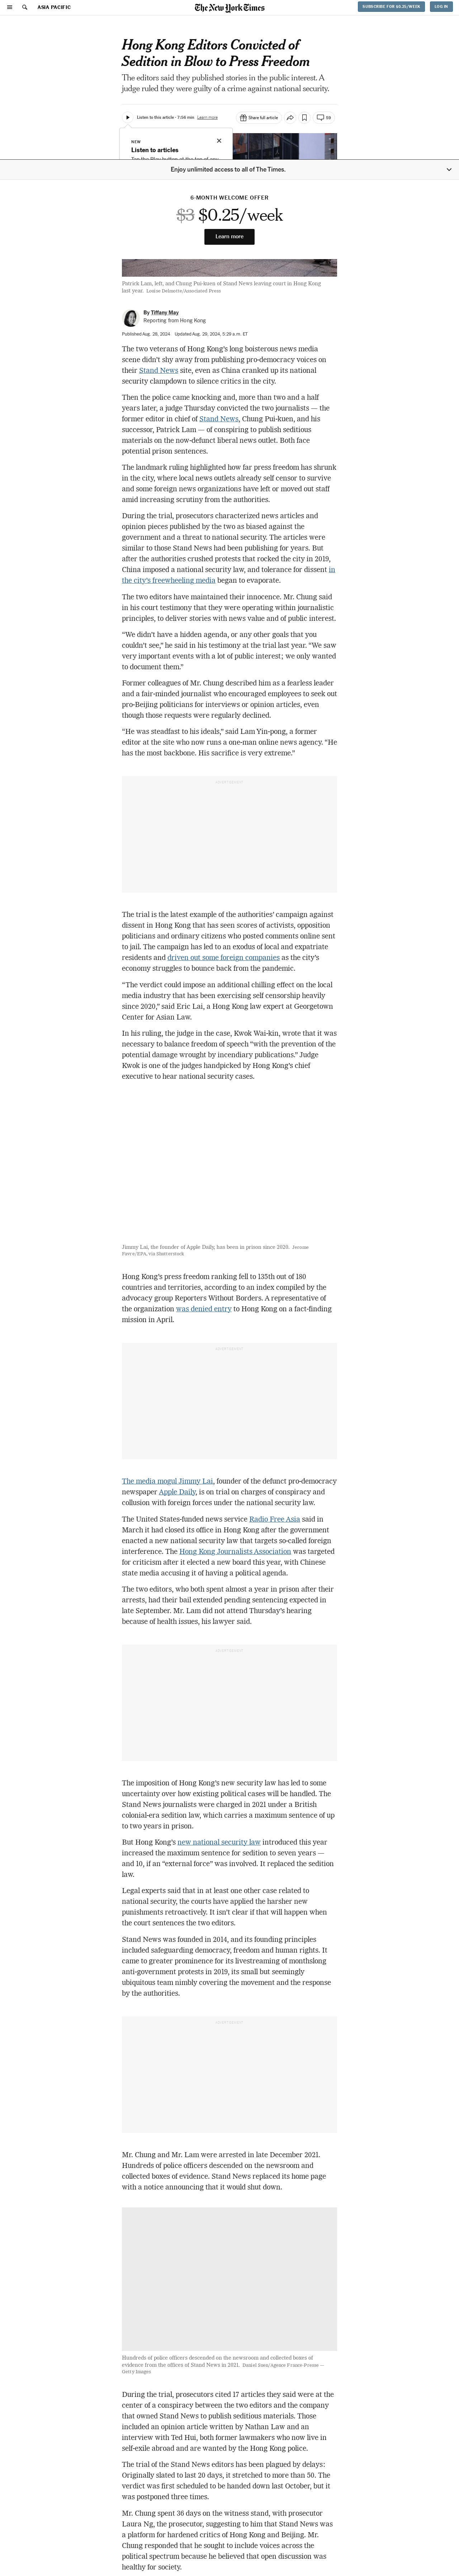 ASIA PACIFIC
The New York Times
SUBSCRIBE FOR $0.25/WEEK
LOG IN
Hong Kong Editors Convicted of
Sedition in Blow to Press Freedom
The editors said they published stories in the public interest. A
judge ruled they were guilty of a crime against national security.
Listen to this article · 7:56 min Learn more
Share full article
59
NEW
Listen to articles
Enjoy unlimited access to all of The Times.
6-MONTH WELCOME OFFER
$3 $0.25/week
Learn more
Patrick Lam, left, and Chung Pui-kuen of Stand News leaving court in Hong Kong
last year. Louise Delmotte/Associated Press
By Tiffany May
Reporting from Hong Kong
Published Aug. 28, 2024 Updated Aug. 29, 2024, 5:29 a.m. ET
The two veterans of Hong Kong's long boisterous news media
scene didn't shy away from publishing pro-democracy voices on
their Stand News site, even as China cranked up its national
security clampdown to silence critics in the city.
Then the police came knocking and, more than two and a half
years later, a judge Thursday convicted the two journalists — the
former editor in chief of Stand News, Chung Pui-kuen, and his
successor, Patrick Lam — of conspiring to publish seditious
materials on the now-defunct liberal news outlet. Both face
potential prison sentences.
The landmark ruling highlighted how far press freedom has shrunk
in the city, where local news outlets already self censor to survive
and some foreign news organizations have left or moved out staff
amid increasing scrutiny from the authorities.
During the trial, prosecutors characterized news articles and
opinion pieces published by the two as biased against the
government and a threat to national security. The articles were
similar to those Stand News had been publishing for years. But
after the authorities crushed protests that rocked the city in 2019,
China imposed a national security law, and tolerance for dissent in
the city's freewheeling media began to evaporate.
The two editors have maintained their innocence. Mr. Chung said
in his court testimony that they were operating within journalistic
principles, to deliver stories with news value and of public interest.
"We didn't have a hidden agenda, or any other goals that you
couldn't see," he said in his testimony at the trial last year. "We saw
very important events with a lot of public interest; we only wanted
to document them."
Former colleagues of Mr. Chung described him as a fearless leader
and a fair-minded journalist who encouraged employees to seek out
pro-Beijing politicians for interviews or opinion articles, even
though those requests were regularly declined.
"He was steadfast to his ideals," said Lam Yin-pong, a former
editor at the site who now runs a one-man online news agency. "He
has the most backbone. His sacrifice is very extreme."
ADVERTISEMENT
The trial is the latest example of the authorities' campaign against
dissent in Hong Kong that has seen scores of activists, opposition
politicians and ordinary citizens who posted comments online sent
to jail. The campaign has led to an exodus of local and expatriate
residents and driven out some foreign companies as the city's
economy struggles to bounce back from the pandemic.
"The verdict could impose an additional chilling effect on the local
media industry that has been exercising self censorship heavily
since 2020," said Eric Lai, a Hong Kong law expert at Georgetown
Center for Asian Law.
In his ruling, the judge in the case, Kwok Wai-kin, wrote that it was
necessary to balance freedom of speech "with the prevention of the
potential damage wrought by incendiary publications." Judge
Kwok is one of the judges handpicked by Hong Kong's chief
executive to hear national security cases.
Jimmy Lai, the founder of Apple Daily, has been in prison since 2020. Jerome
Favre/EPA, via Shutterstock
Hong Kong's press freedom ranking fell to 135th out of 180
countries and territories, according to an index compiled by the
advocacy group Reporters Without Borders. A representative of
the organization was denied entry to Hong Kong on a fact-finding
mission in April.
ADVERTISEMENT
The media mogul Jimmy Lai, founder of the defunct pro-democracy
newspaper Apple Daily, is on trial on charges of conspiracy and
collusion with foreign forces under the national security law.
The United States-funded news service Radio Free Asia said in
March it had closed its office in Hong Kong after the government
enacted a new national security law that targets so-called foreign
interference. The Hong Kong Journalists Association was targeted
for criticism after it elected a new board this year, with Chinese
state media accusing it of having a political agenda.
The two editors, who both spent almost a year in prison after their
arrests, had their bail extended pending sentencing expected in
late September. Mr. Lam did not attend Thursday's hearing
because of health issues, his lawyer said.
ADVERTISEMENT
The imposition of Hong Kong's new security law has led to some
uncertainty over how existing political cases will be handled. The
Stand News journalists were charged in 2021 under a British
colonial-era sedition law, which carries a maximum sentence of up
to two years in prison.
But Hong Kong's new national security law introduced this year
increased the maximum sentence for sedition to seven years —
and 10, if an "external force" was involved. It replaced the sedition
law.
Legal experts said that in at least one other case related to
national security, the courts have applied the harsher new
punishments retroactively. It isn't clear if that will happen when
the court sentences the two editors.
Stand News was founded in 2014, and its founding principles
included safeguarding democracy, freedom and human rights. It
came to greater prominence for its livestreaming of monthslong
anti-government protests in 2019, its small but seemingly
ubiquitous team nimbly covering the movement and the response
by the authorities.
ADVERTISEMENT
Mr. Chung and Mr. Lam were arrested in late December 2021.
Hundreds of police officers descended on the newsroom and
collected boxes of evidence. Stand News replaced its home page
with a notice announcing that it would shut down.
Hundreds of police officers descended on the newsroom and collected boxes of
evidence from the offices of Stand News in 2021. Daniel Suen/Agence France-Presse —
Getty Images
During the trial, prosecutors cited 17 articles they said were at the
center of a conspiracy between the two editors and the company
that owned Stand News to publish seditious materials. Those
included an opinion article written by Nathan Law and an
interview with Ted Hui, both former lawmakers who now live in
self-exile abroad and are wanted by the Hong Kong police.
The trial of the Stand News editors has been plagued by delays:
Originally slated to last 20 days, it stretched to more than 50. The
verdict was first scheduled to be handed down last October, but it
was postponed three times.
Mr. Chung spent 36 days on the witness stand, with prosecutor
Laura Ng, the prosecutor, suggesting to him that Stand News was
a platform for hardened critics of Hong Kong and Beijing. Mr.
Chung responded that he sought to include voices across the
political spectrum because he believed that open discussion was
healthy for society.